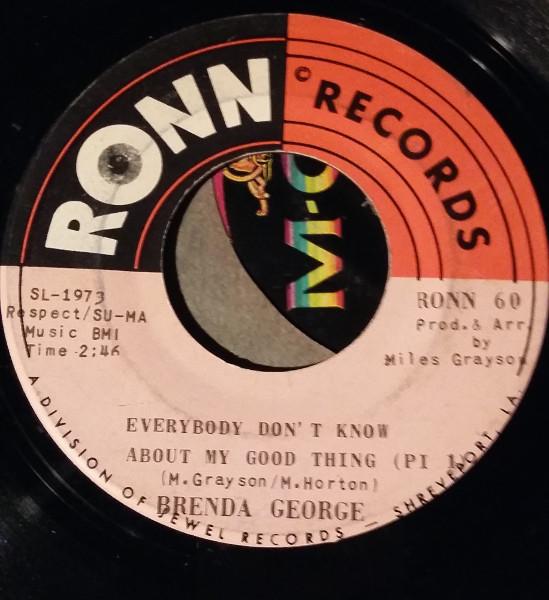 RONN
© RECORDS
SL-1973
Respect/SU-MA
Music BMI
Time 2:46
RONN 60
Prod.& Arr.
by
Miles Grayson
EVERYBODY DON'T KNOW
ABOUT MY GOOD THING (PI 1)
(M.Grayson/M.Horton)
BRENDA GEORGE
A DIVISION OF JEWEL RECORDS — SHREVEPORT, LA.